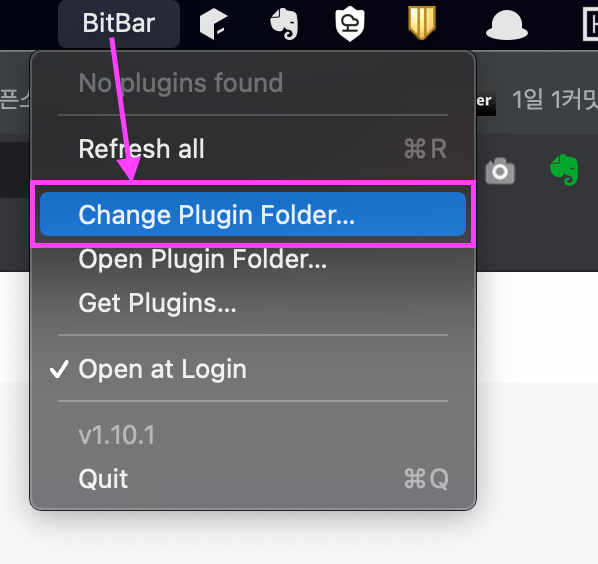 BitBar
No plugins found
er 1일 1커밋
Refresh all ⌘R
Change Plugin Folder...
Open Plugin Folder...
Get Plugins...
✓ Open at Login
v1.10.1
Quit ⌘Q